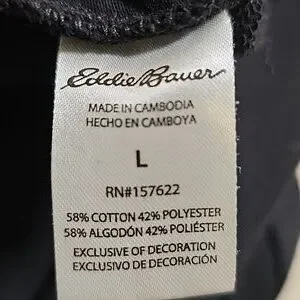 Eddie Bauer
MADE IN CAMBODIA
HECHO EN CAMBOYA
L
RN#157622
58% COTTON 42% POLYESTER
58% ALGODÓN 42% POLIÉSTER
EXCLUSIVE OF DECORATION
EXCLUSIVO DE DECORACIÓN